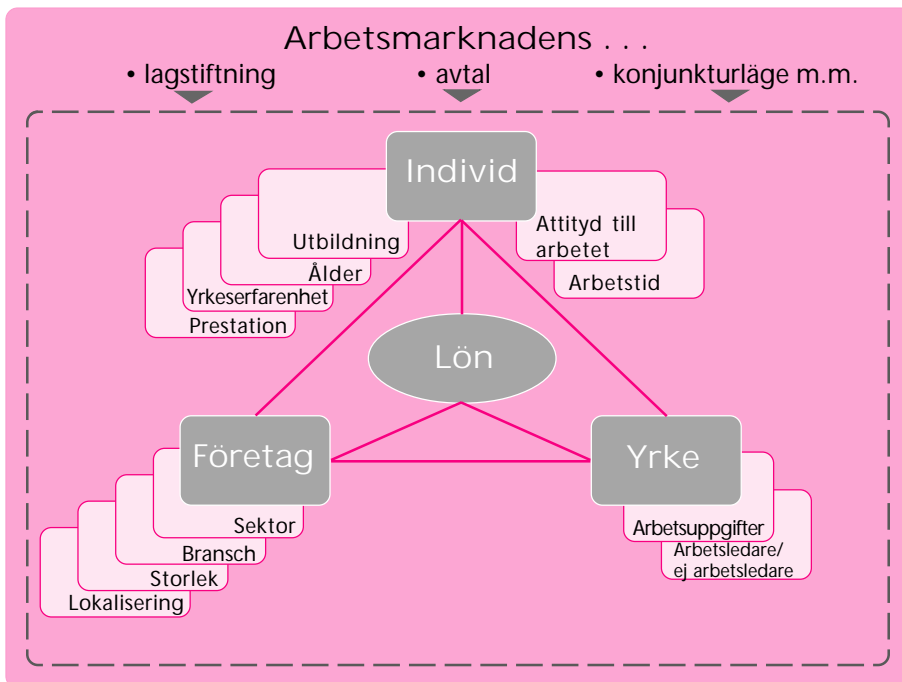 Arbetsmarknadens . . .
• lagstiftning • avtal • konjunkturläge m.m.
Individ
Utbildning
Ålder
Yrkeserfarenhet
Prestation
Attityd till
arbetet
Arbetstid
Lön
Företag
Sektor
Bransch
Storlek
Lokalisering
Yrke
Arbetsuppgifter
Arbetsledare/
ej arbetsledare